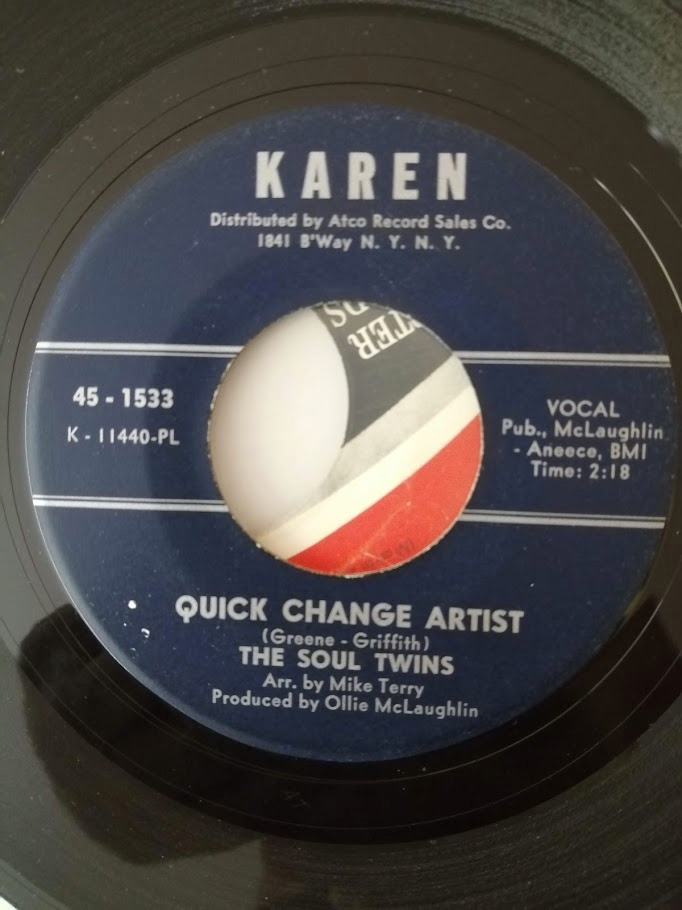 KAREN
Distributed by Atco Record Sales Co.
1841 B'Way N. Y. N. Y.
45 - 1533
K - 11440-PL
VOCAL
Pub., McLaughlin
- Aneece, BMI
Time: 2:18
QUICK CHANGE ARTIST
(Greene - Griffith)
THE SOUL TWINS
Arr. by Mike Terry
Produced by Ollie McLaughlin